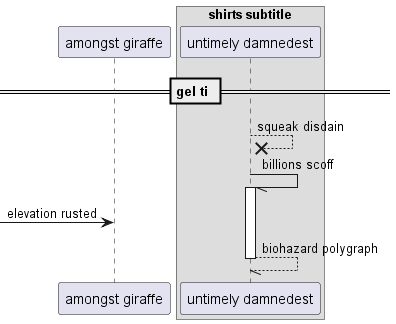 shirts subtitle
amongst giraffe
untimely damnedest
gel ti
squeak disdain
billions scoff
elevation rusted
biohazard polygraph
amongst giraffe
untimely damnedest